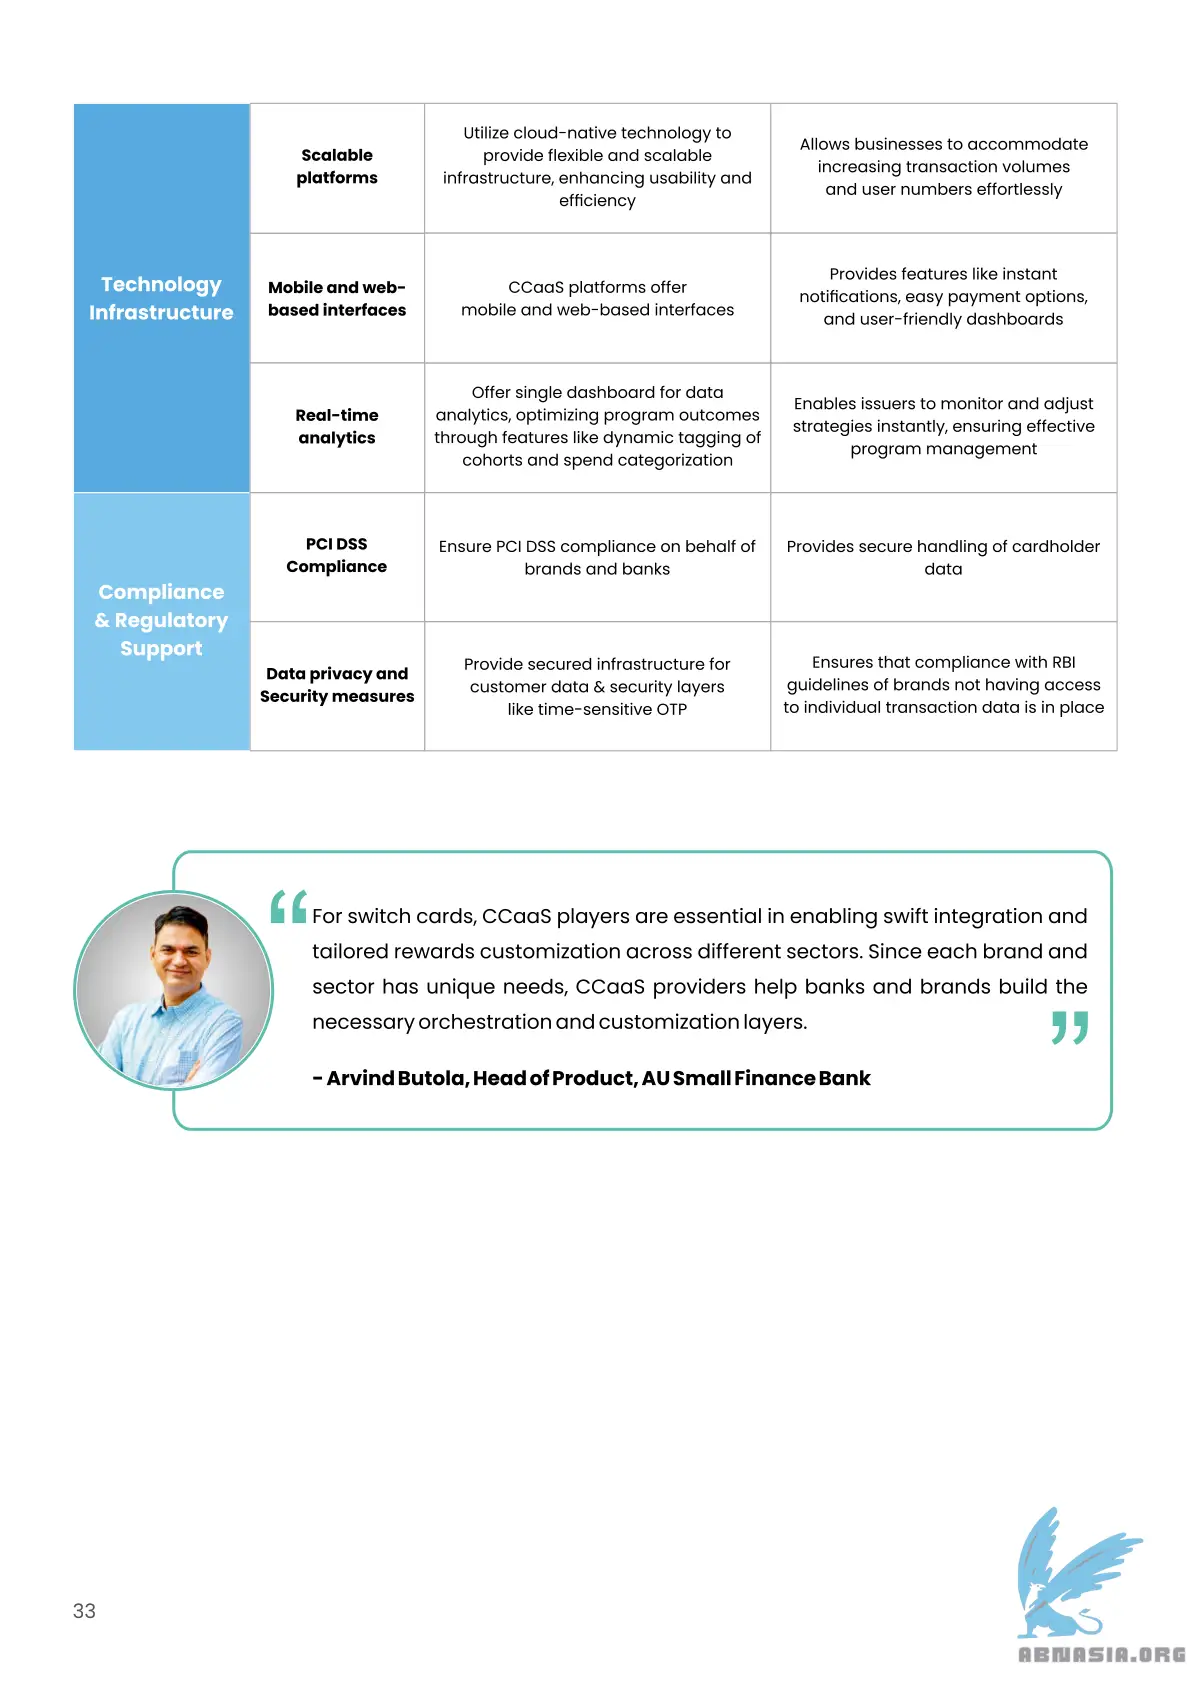 Technology
Infrastructure
Scalable
platforms
Utilize cloud-native technology to
provide flexible and scalable
infrastructure, enhancing usability and
efficiency
Allows businesses to accommodate
increasing transaction volumes
and user numbers effortlessly
Mobile and web-
based interfaces
CCaaS platforms offer
mobile and web-based interfaces
Provides features like instant
notifications, easy payment options,
and user-friendly dashboards
Real-time
analytics
Offer single dashboard for data
analytics, optimizing program outcomes
through features like dynamic tagging of
cohorts and spend categorization
Enables issuers to monitor and adjust
strategies instantly, ensuring effective
program management
Compliance
& Regulatory
Support
PCI DSS
Compliance
Ensure PCI DSS compliance on behalf of
brands and banks
Provides secure handling of cardholder
data
Data privacy and
Security measures
Provide secured infrastructure for
customer data & security layers
like time-sensitive OTP
Ensures that compliance with RBI
guidelines of brands not having access
to individual transaction data is in place
“For switch cards, CCaaS players are essential in enabling swift integration and
tailored rewards customization across different sectors. Since each brand and
sector has unique needs, CCaaS providers help banks and brands build the
necessary orchestration and customization layers.”
- Arvind Butola, Head of Product, AU Small Finance Bank
33
ABNASIA.ORG